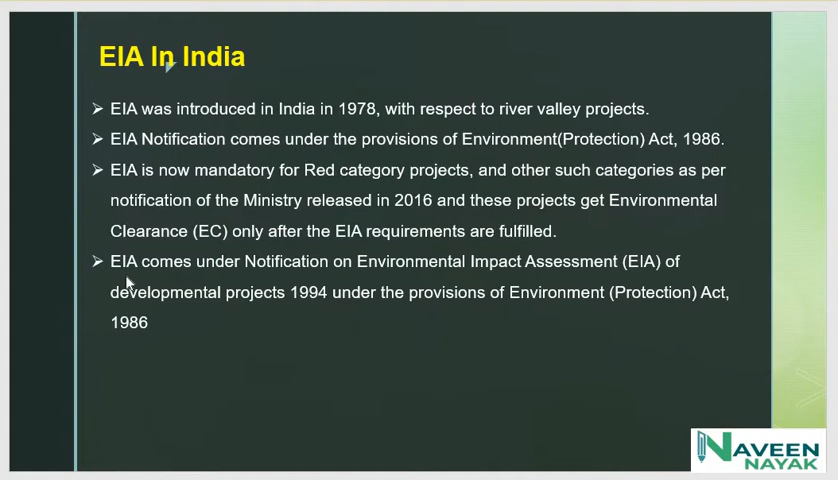 EIA In India
➢ EIA was introduced in India in 1978, with respect to river valley projects.
➢ EIA Notification comes under the provisions of Environment(Protection) Act, 1986.
➢ EIA is now mandatory for Red category projects, and other such categories as per
notification of the Ministry released in 2016 and these projects get Environmental
Clearance (EC) only after the EIA requirements are fulfilled.
➢ EIA comes under Notification on Environmental Impact Assessment (EIA) of
developmental projects 1994 under the provisions of Environment (Protection) Act,
1986
NAVEEN
NAYAK